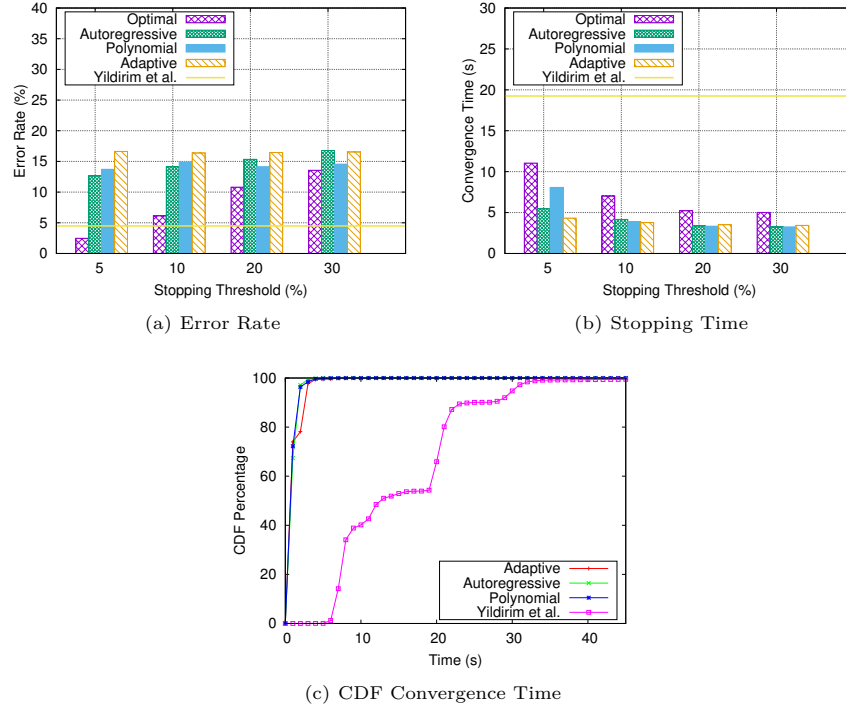 Optimal
Autoregressive
Polynomial
Adaptive
Yildirim et al.
40
35
30
25
20
15
10
5
0
Error Rate (%)
5 10 20 30
Stopping Threshold (%)
(a) Error Rate
Optimal
Autoregressive
Polynomial
Adaptive
Yildirim et al.
30
25
20
15
10
5
0
Convergence Time (s)
5 10 20 30
Stopping Threshold (%)
(b) Stopping Time
100
80
60
40
20
0
CDF Percentage
Adaptive
Autoregressive
Polynomial
Yildirim et al.
0 10 20 30 40
Time (s)
(c) CDF Convergence Time